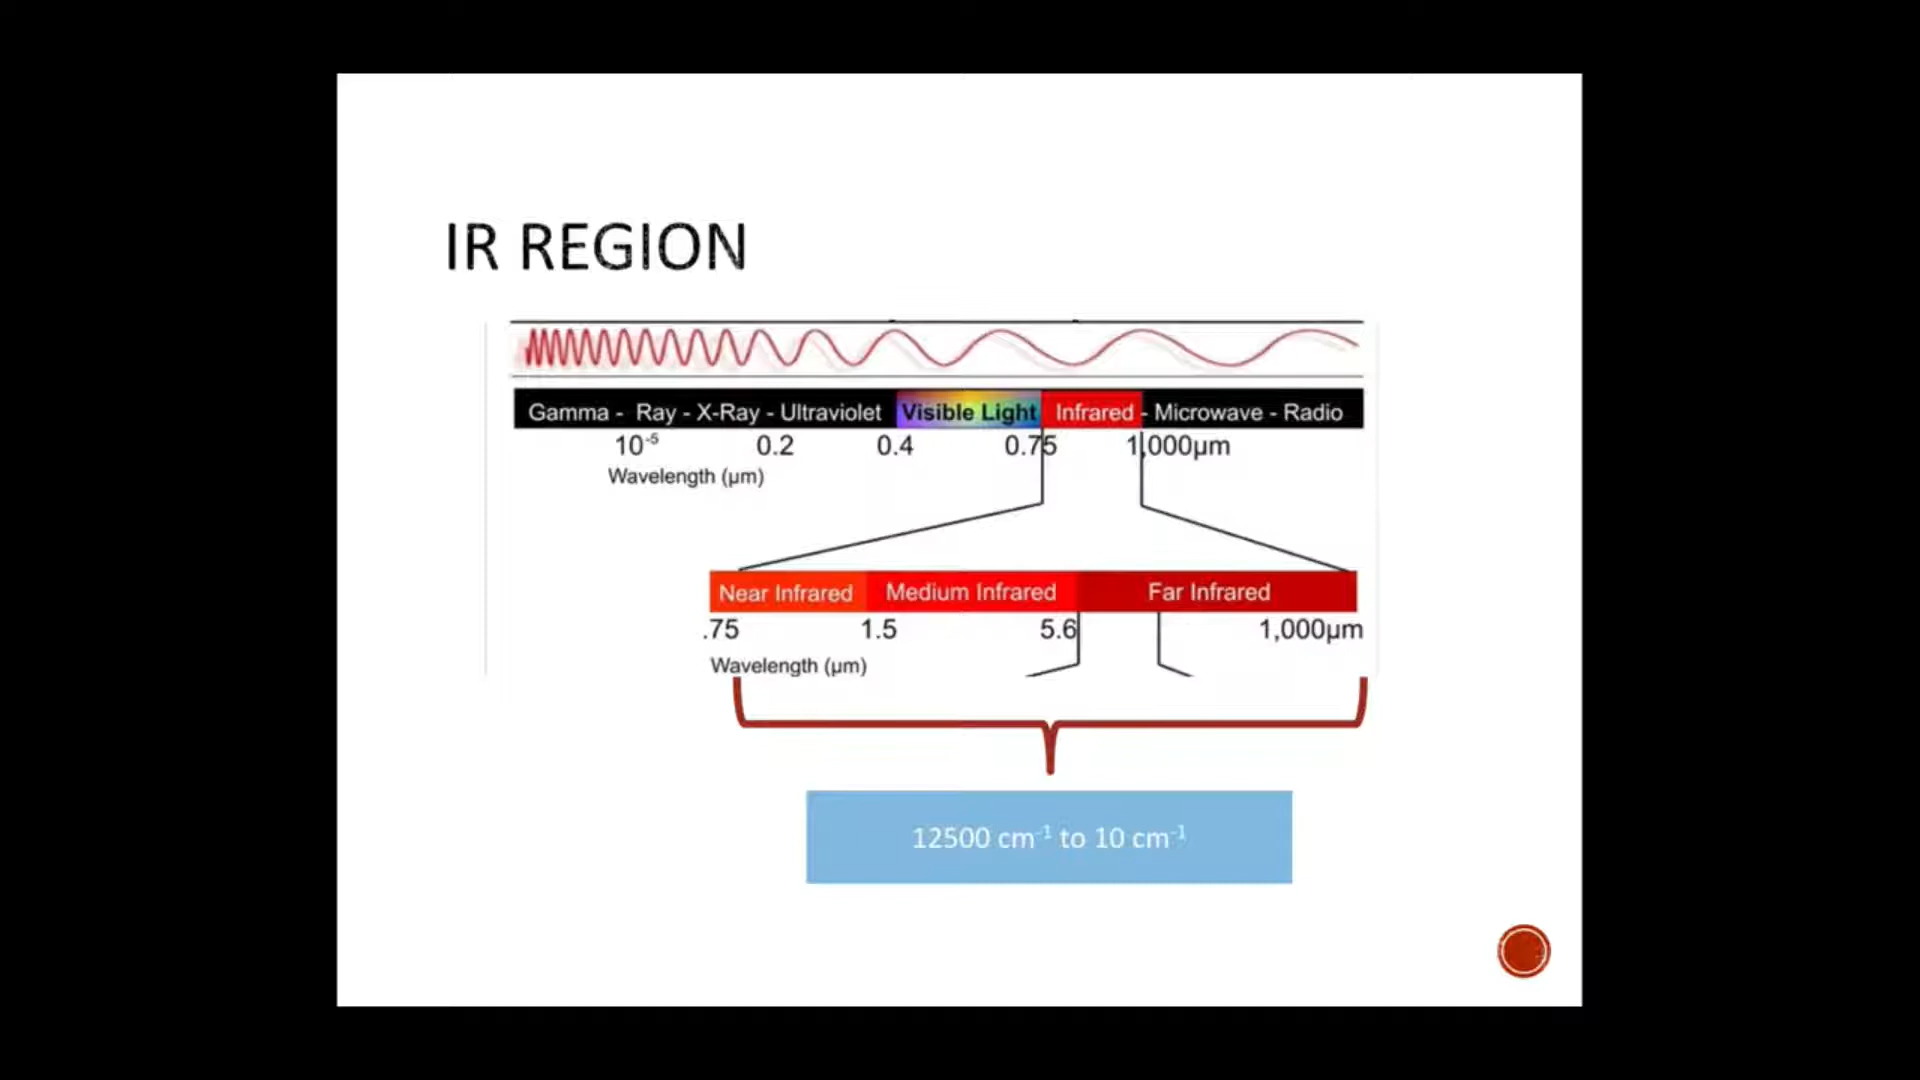 IR REGION
Gamma - Ray - X-Ray - Ultraviolet Visible Light Infrared - Microwave - Radio
10⁻⁵ 0.2 0.4 0.75 1,000µm
Wavelength (µm)
Near Infrared Medium Infrared Far Infrared
.75 1.5 5.6 1,000µm
Wavelength (µm)
12500 cm⁻¹ to 10 cm⁻¹